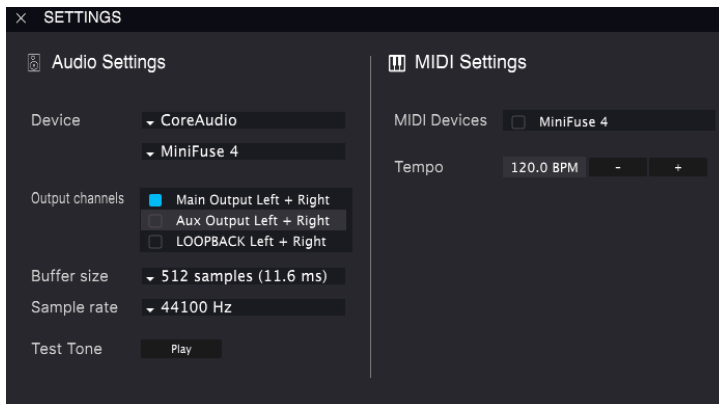 × SETTINGS
Audio Settings
Device
CoreAudio
MiniFuse 4
Output channels
Main Output Left + Right
Aux Output Left + Right
LOOPBACK Left + Right
Buffer size
512 samples (11.6 ms)
Sample rate
44100 Hz
Test Tone
Play
MIDI Settings
MIDI Devices
MiniFuse 4
Tempo
120.0 BPM
-
+